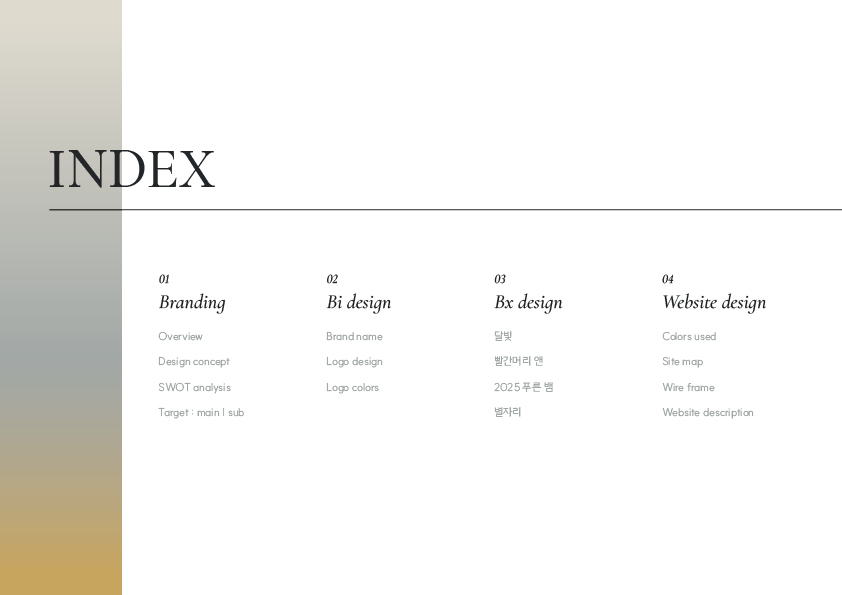 INDEX
01
Branding
Overview
Design concept
SWOT analysis
Target : main | sub
02
Bi design
Brand name
Logo design
Logo colors
03
Bx design
달빛
빨간머리 앤
2025 푸른 뱀
별자리
04
Website design
Colors used
Site map
Wire frame
Website description